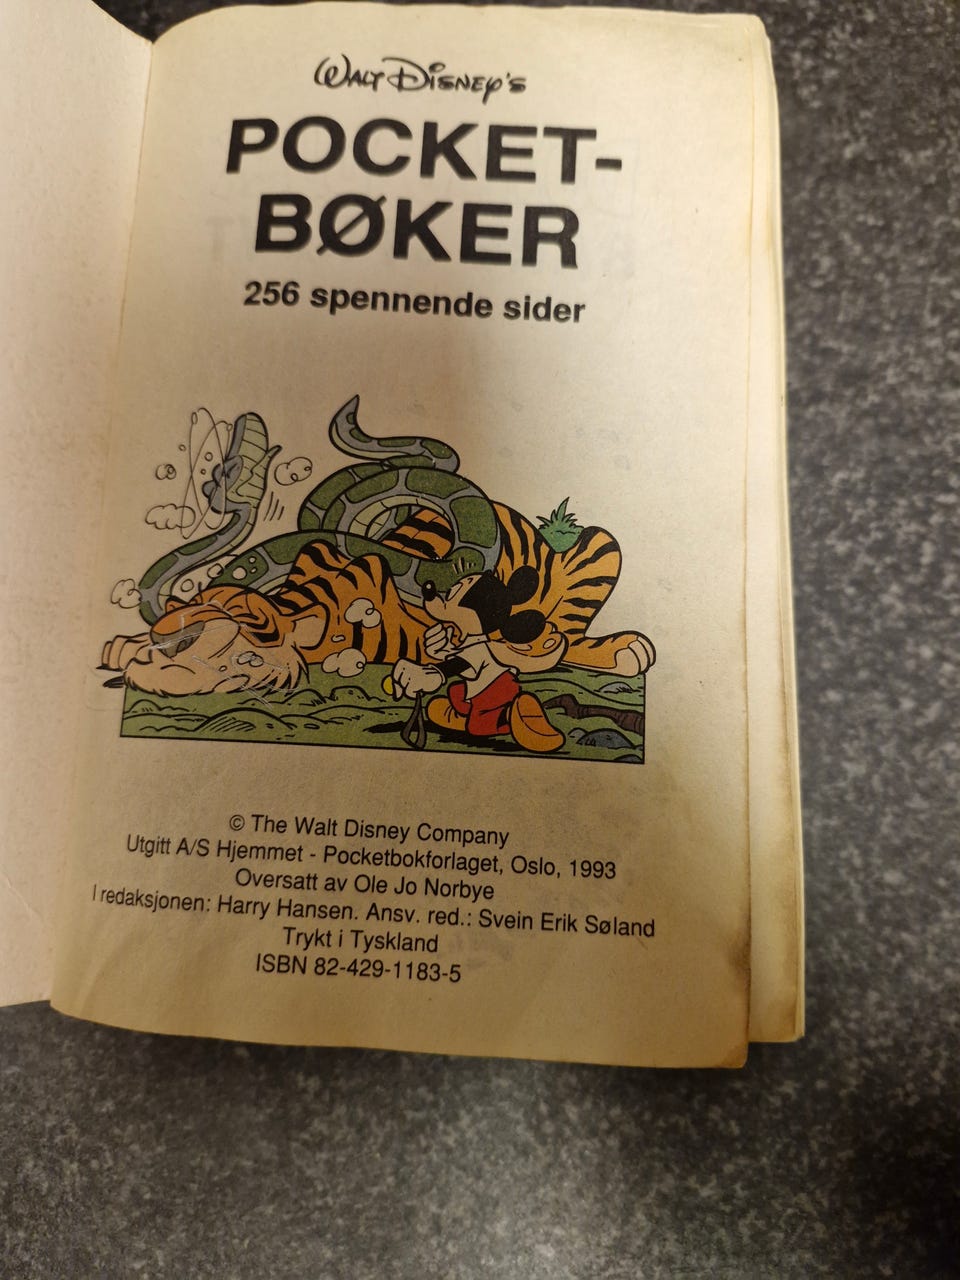 Walt Disney's
POCKET-
BØKER
256 spennende sider
© The Walt Disney Company
Utgitt A/S Hjemmet - Pocketbokforlaget, Oslo, 1993
Oversatt av Ole Jo Norbye
I redaksjonen: Harry Hansen. Ansv. red.: Svein Erik Søland
Trykt i Tyskland
ISBN 82-429-1183-5